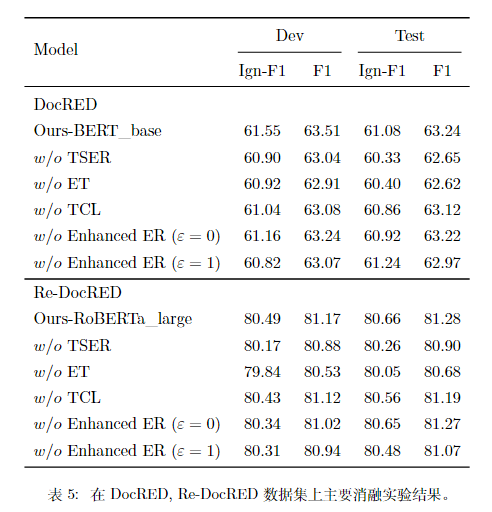 Model Dev Test
Ign-F1 F1 Ign-F1 F1
DocRED
Ours-BERT_base 61.55 63.51 61.08 63.24
w/o TSER 60.90 63.04 60.33 62.65
w/o ET 60.92 62.91 60.40 62.62
w/o TCL 61.04 63.08 60.86 63.12
w/o Enhanced ER (ε = 0) 61.16 63.24 60.92 63.22
w/o Enhanced ER (ε = 1) 60.82 63.07 61.24 62.97
Re-DocRED
Ours-RoBERTa_large 80.49 81.17 80.66 81.28
w/o TSER 80.17 80.88 80.26 80.90
w/o ET 79.84 80.53 80.05 80.68
w/o TCL 80.43 81.12 80.56 81.19
w/o Enhanced ER (ε = 0) 80.34 81.02 80.65 81.27
w/o Enhanced ER (ε = 1) 80.31 80.94 80.48 81.07
表 5: 在 DocRED, Re-DocRED 数据集上主要消融实验结果。